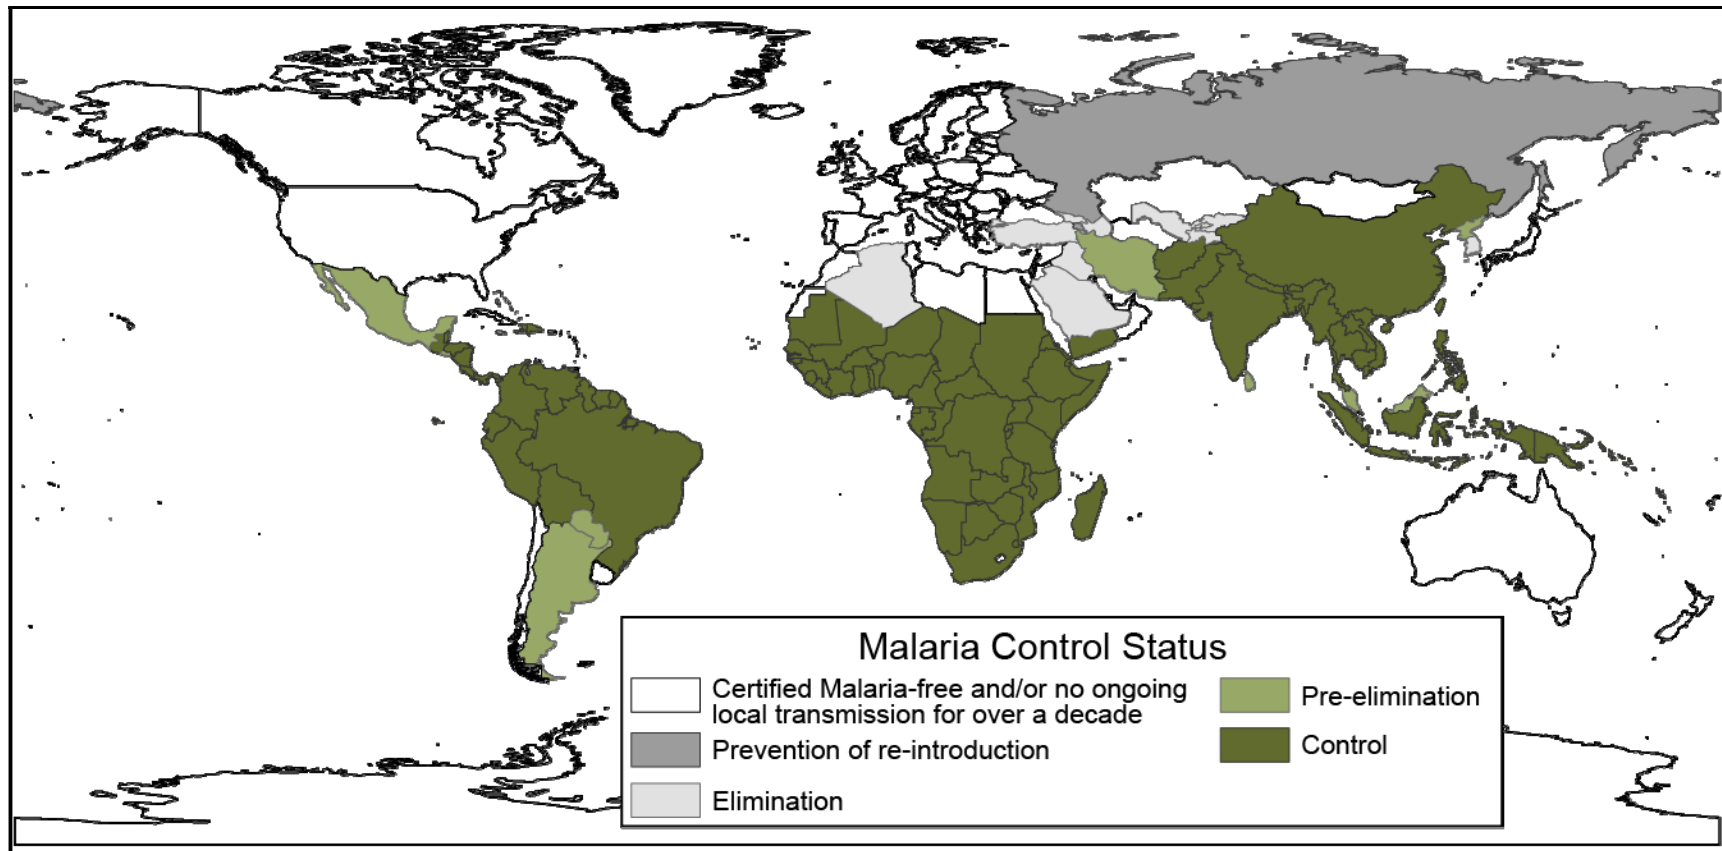 Malaria Control Status
Certified Malaria-free and/or no ongoing
local transmission for over a decade
Prevention of re-introduction
Elimination
Pre-elimination
Control